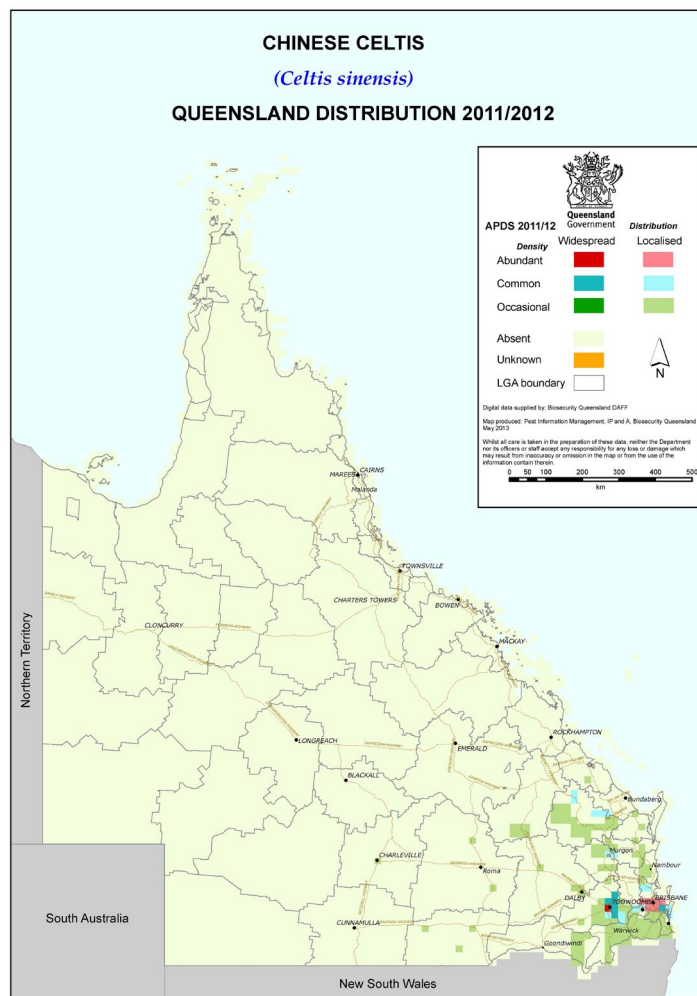 CHINESE CELTIS
(Celtis sinensis)
QUEENSLAND DISTRIBUTION 2011/2012
Queensland
Government
APDS 2011/12
Distribution
Density
Widespread
Localised
Abundant
Common
Occasional
Absent
Unknown
LGA boundary
N
Digital data supplied by: Biosecurity Queensland DAFF
Map produced: Pest Information Management, IP and A, Biosecurity Queensland
May 2013
Whilst all care is taken in the preparation of these data, neither the Department
nor its officers or staff accept any responsibility for any loss or damage which
may result from inaccuracy or omission in the map or from the use of the
information contain therein.
0 50 100 200 300 400 500
km
CAIRNS
MAREEBA
Malanda
TOWNSVILLE
CHARTERS TOWERS
BOWEN
CLONCURRY
MACKAY
Northern Territory
ROCKHAMPTON
LONGREACH
EMERALD
BLACKALL
Bundaberg
Murgon
CHARLEVILLE
Roma
Nambour
DALBY
TOOWOOMBA
BRISBANE
South Australia
CUNNAMULLA
Warwick
Goondiwindi
New South Wales